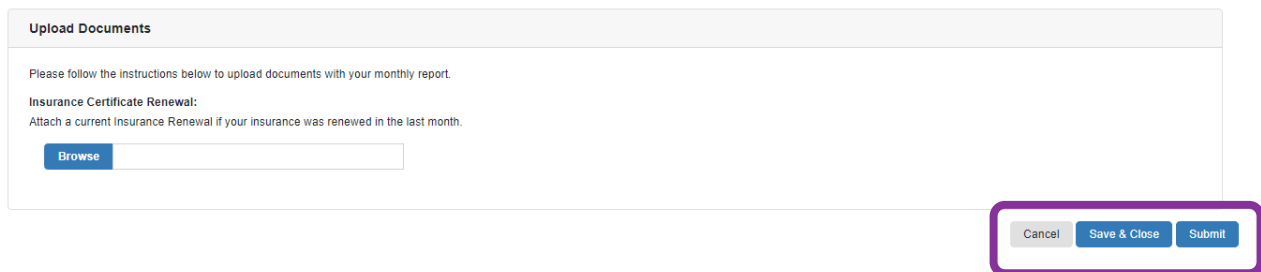 Upload Documents
Please follow the instructions below to upload documents with your monthly report.
Insurance Certificate Renewal:
Attach a current Insurance Renewal if your insurance was renewed in the last month.
Browse
Cancel Save & Close Submit